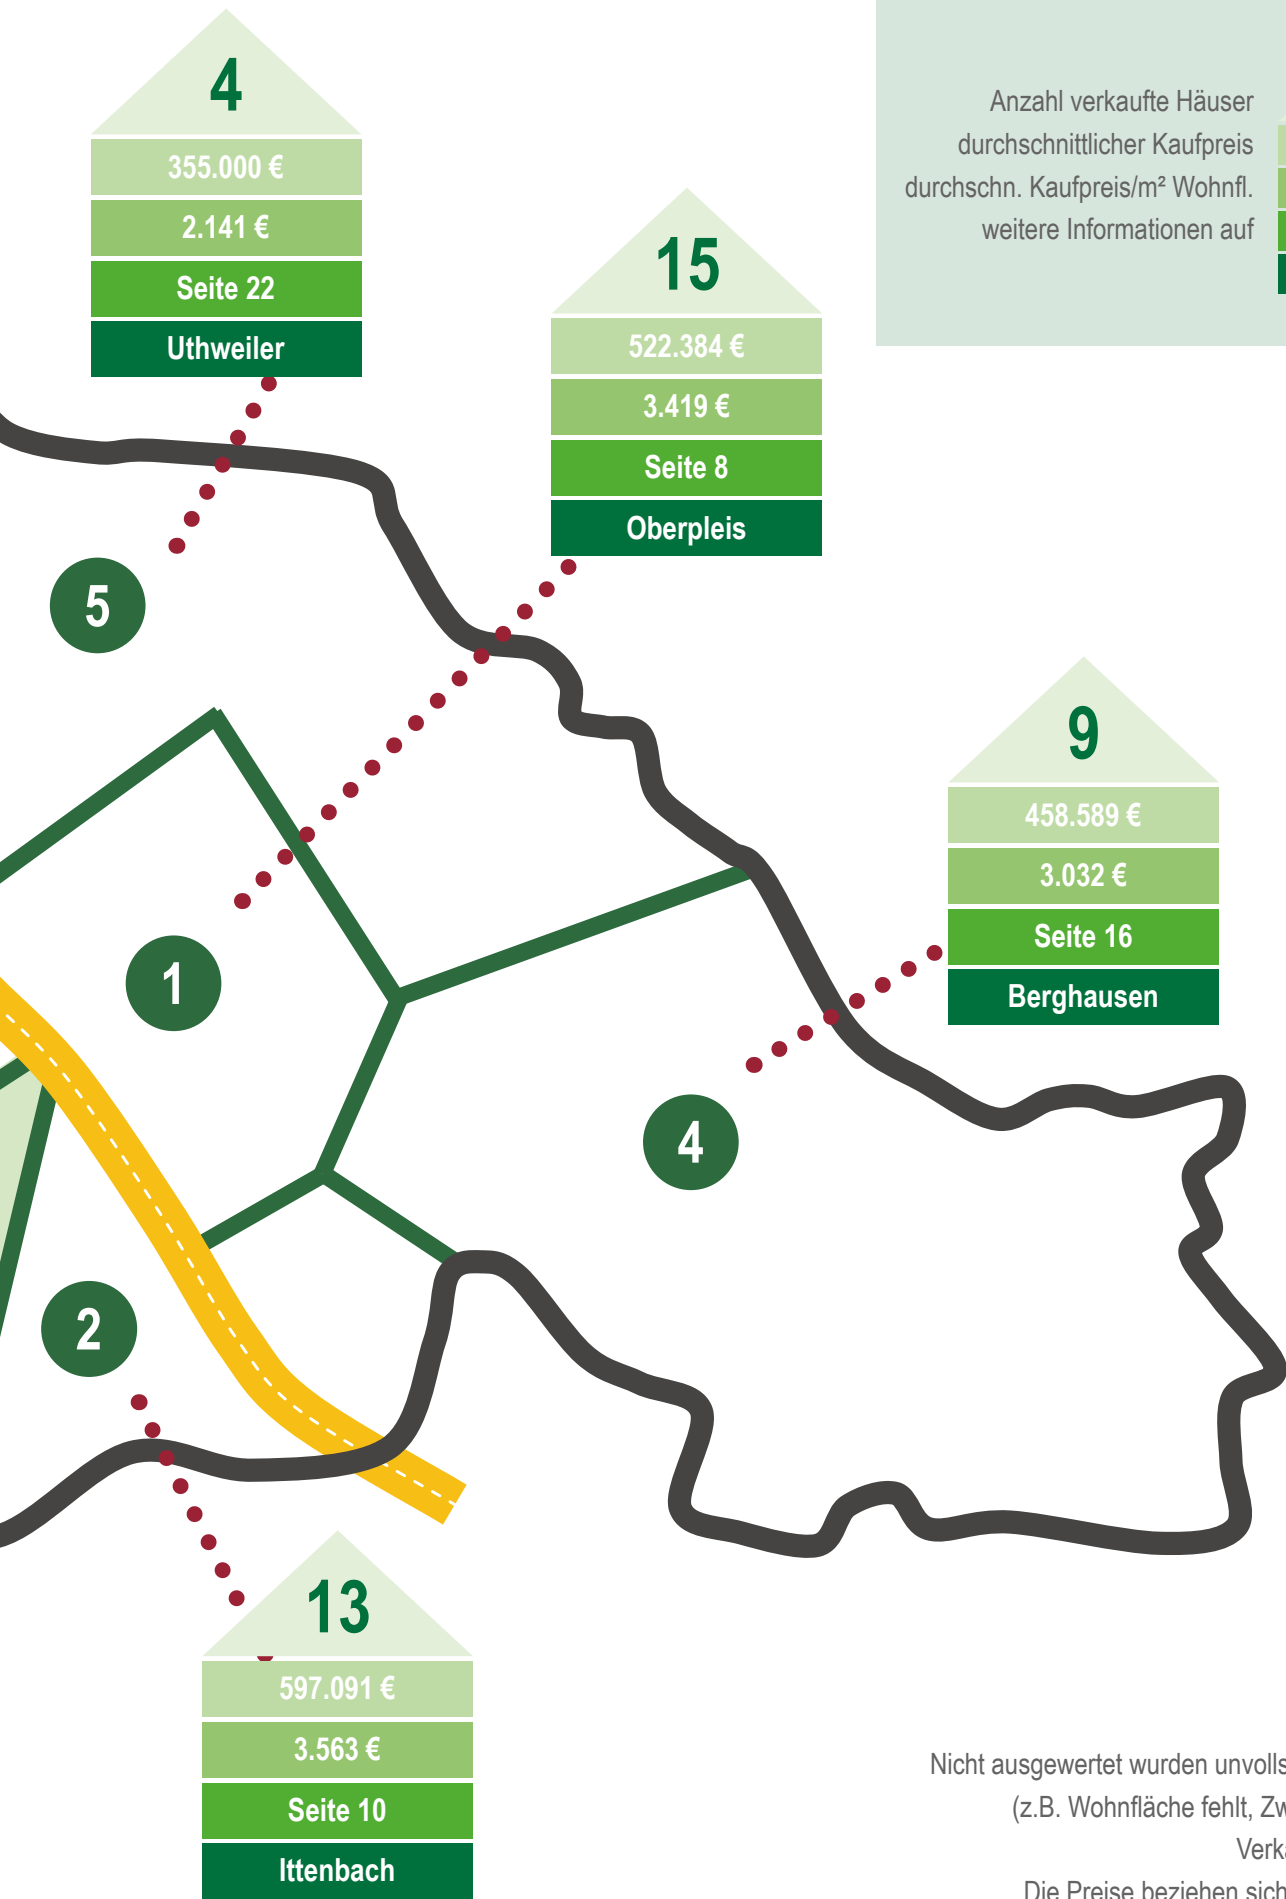 4
355.000 €
2.141 €
Seite 22
Uthweiler
Anzahl verkaufte Häuser
durchschnittlicher Kaufpreis
durchschn. Kaufpreis/m² Wohnfl.
weitere Informationen auf
15
522.384 €
3.419 €
Seite 8
Oberpleis
5
9
458.589 €
3.032 €
Seite 16
Berghausen
1
4
2
13
597.091 €
3.563 €
Seite 10
Ittenbach
Nicht ausgewertet wurden
(z.B. Wohnfläche fehlt,
Die Preise beziehen sich